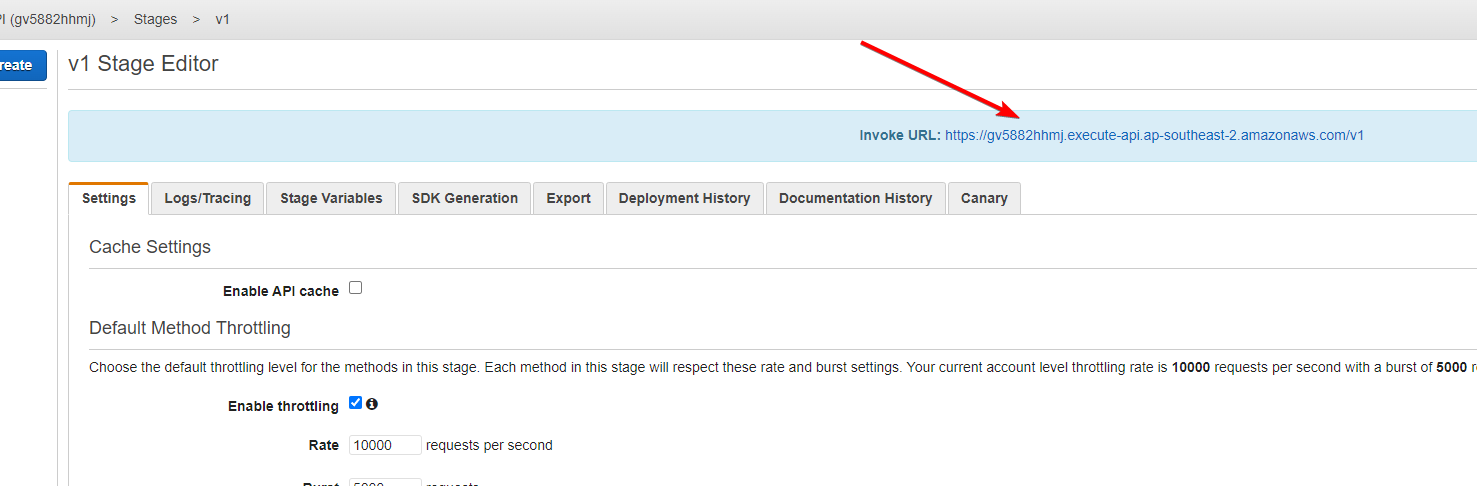 I (gv5882hhmj) > Stages > v1
reate
v1 Stage Editor
Invoke URL: https://gv5882hhmj.execute-api.ap-southeast-2.amazonaws.com/v1
Settings Logs/Tracing Stage Variables SDK Generation Export Deployment History Documentation History Canary
Cache Settings
Enable API cache
Default Method Throttling
Choose the default throttling level for the methods in this stage. Each method in this stage will respect these rate and burst settings. Your current account level throttling rate is 10000 requests per second with a burst of 5000 r
Enable throttling
Rate 10000 requests per second
Burst 5000 requests